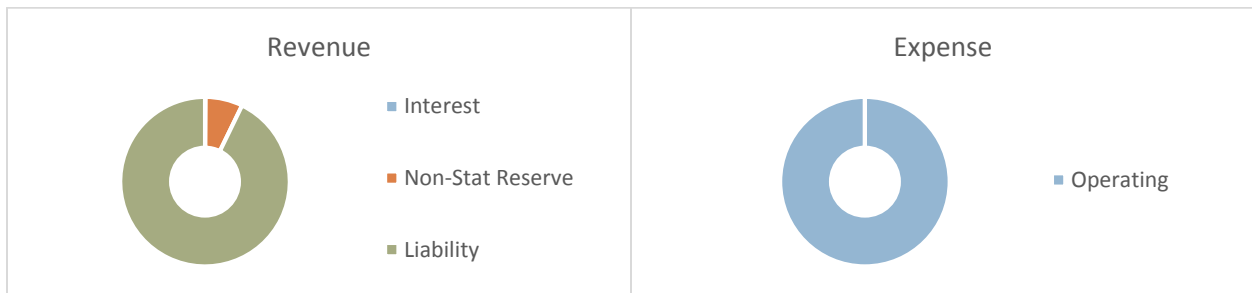 Revenue
Interest
Non-Stat Reserve
Liability
Expense
Operating